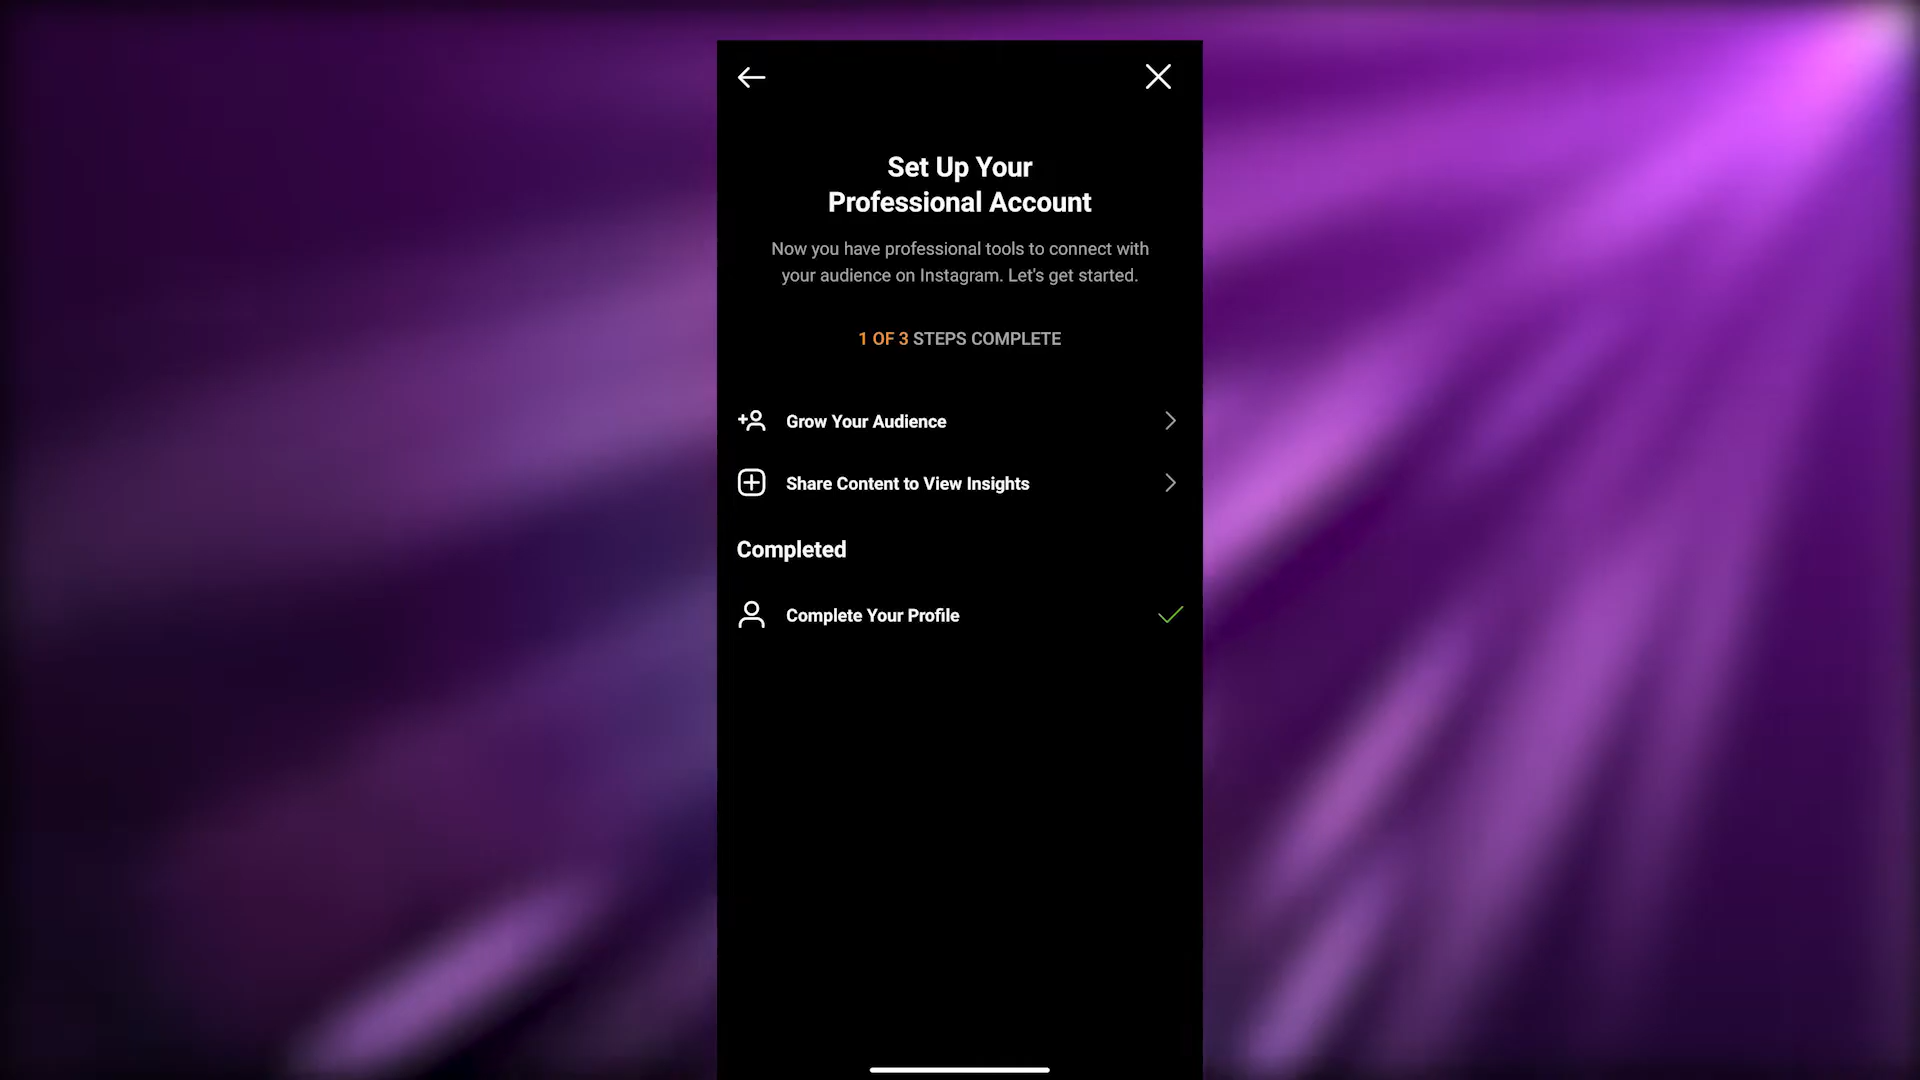 Set Up Your
Professional Account
Now you have professional tools to connect with
your audience on Instagram. Let's get started.
1 OF 3 STEPS COMPLETE
Grow Your Audience
Share Content to View Insights
Completed
Complete Your Profile